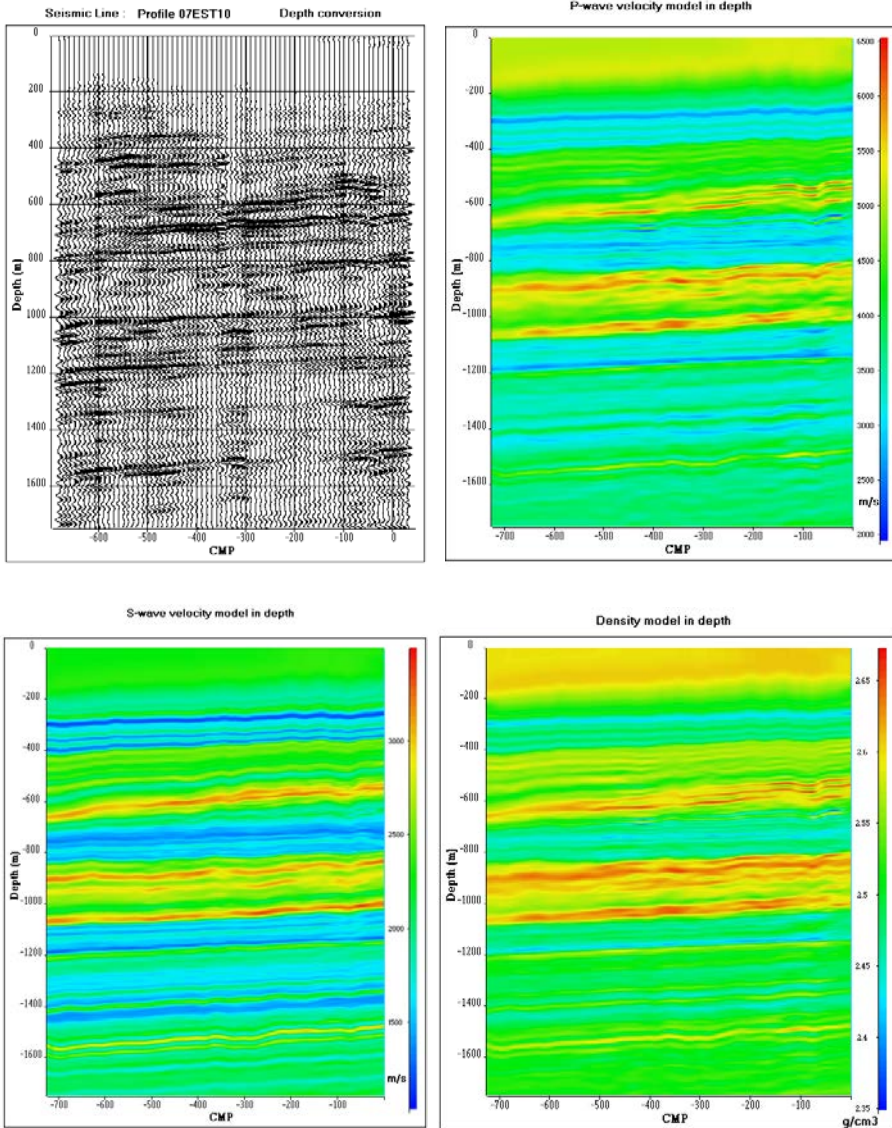 Seismic Line : Profile 07EST10 Depth conversion
0
200
400
600
800
1000
1200
1400
1600
Depth (m)
-600 -500 -400 -300 -200 -100 0
CMP
P-wave velocity model in depth
0
-200
-400
-600
-800
-1000
-1200
-1400
-1600
Depth (m)
-700 -600 -500 -400 -300 -200 -100
CMP
6500
6000
5000
4500
4000
3500
3000
2500
m/s
2000
S-wave velocity model in depth
0
-200
-400
-600
-800
-1000
-1200
-1400
-1600
Depth (m)
-700 -600 -500 -400 -300 -200 -100
CMP
3000
2500
2000
1500
m/s
Density model in depth
0
-200
-400
-600
-800
-1000
-1200
-1400
-1600
Depth (m)
-700 -600 -500 -400 -300 -200 -100
CMP
2.65
2.6
2.55
2.5
2.45
2.4
2.35
g/cm3